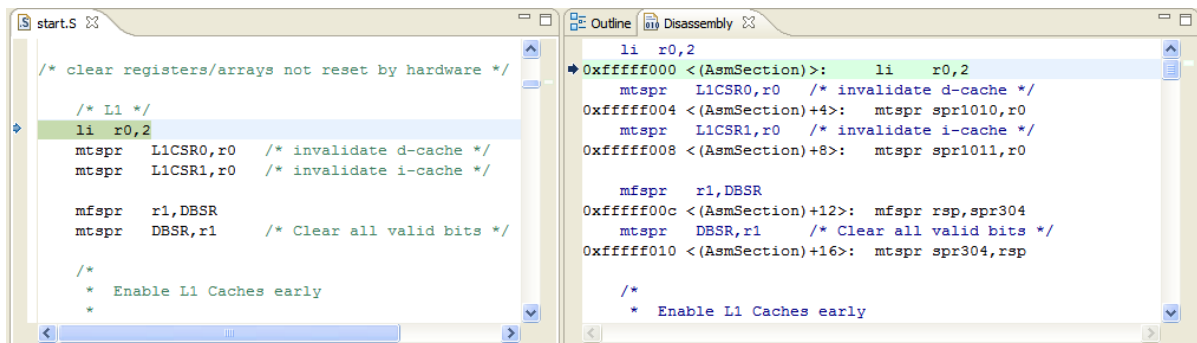 start.S
/* clear registers/arrays not reset by hardware */
/* L1 */
li r0,2
mtspr L1CSR0,r0 /* invalidate d-cache */
mtspr L1CSR1,r0 /* invalidate i-cache */
mfspr r1,DBSR
mtspr DBSR,r1 /* Clear all valid bits */
/*
* Enable L1 Caches early
*
Outline Disassembly
li r0,2
0xfffff000 <(AsmSection)>: li r0,2
mtspr L1CSR0,r0 /* invalidate d-cache */
0xfffff004 <(AsmSection)+4>: mtspr spr1010,r0
mtspr L1CSR1,r0 /* invalidate i-cache */
0xfffff008 <(AsmSection)+8>: mtspr spr1011,r0
mfspr r1,DBSR
0xfffff00c <(AsmSection)+12>: mfspr rsp,spr304
mtspr DBSR,r1 /* Clear all valid bits */
0xfffff010 <(AsmSection)+16>: mtspr spr304,rsp
/*
* Enable L1 Caches early